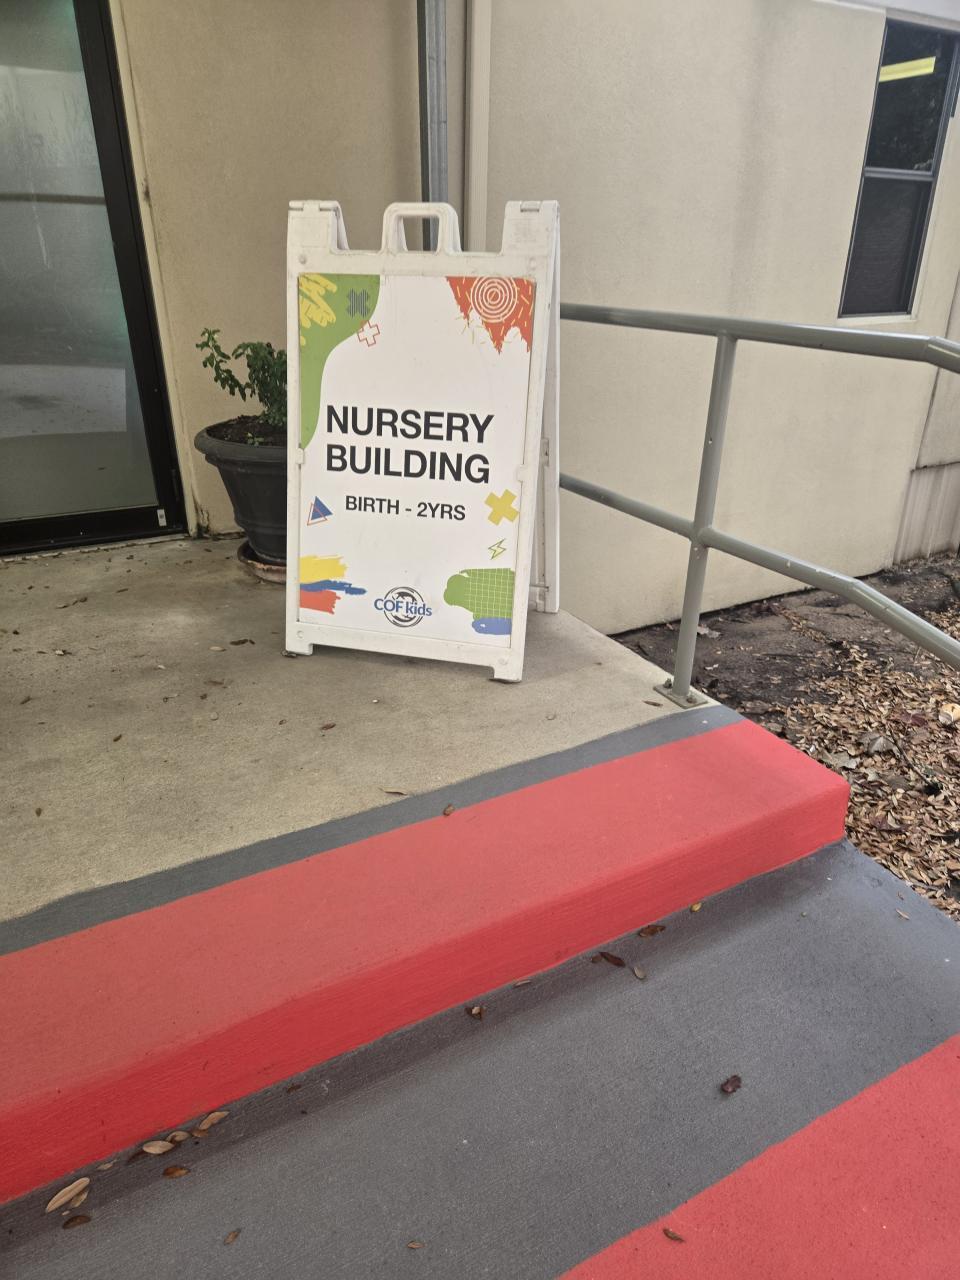 NURSERY
BUILDING
BIRTH - 2YRS
COF kids